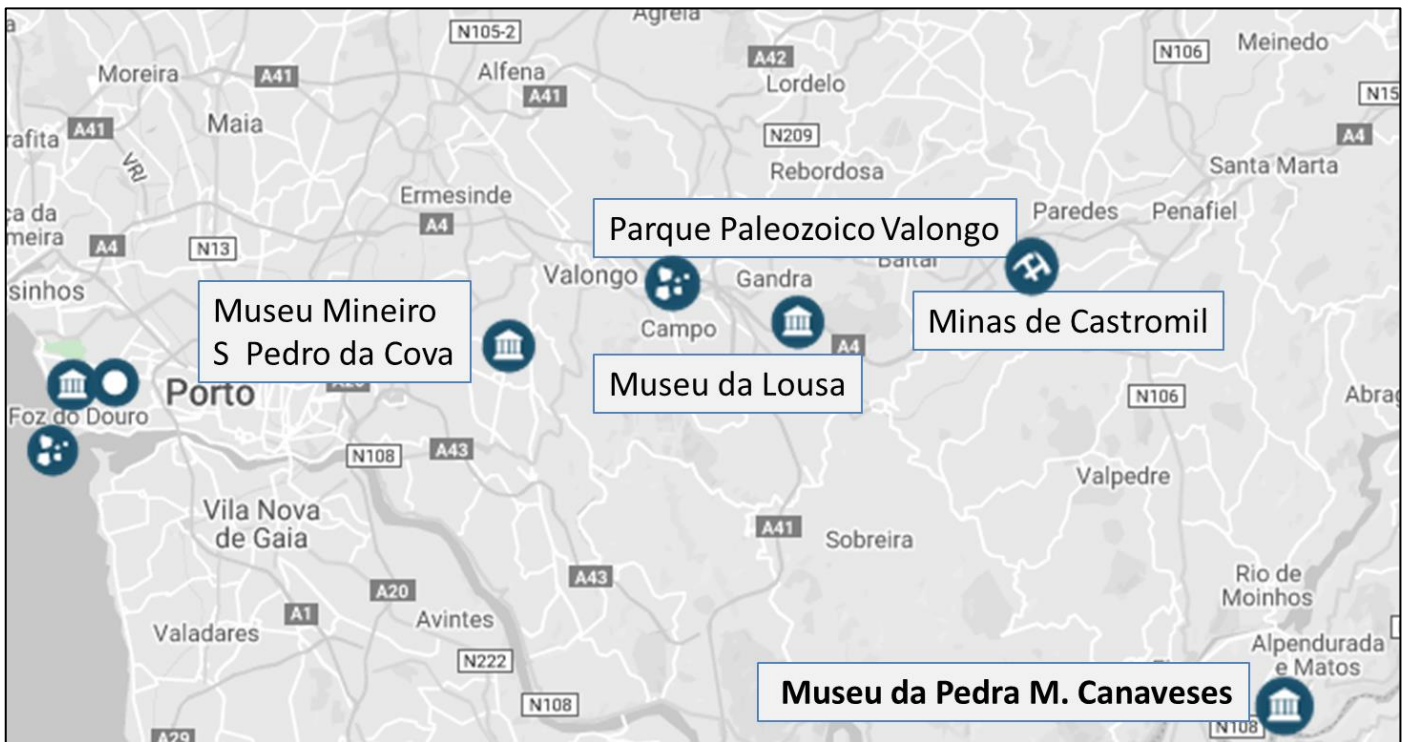 Agrela
N105-2
Moreira
A41
Alfena
A41
A42
Lordelo
N106
Meinedo
N15
rafita
A41
Maia
VRI
N209
Rebordosa
A4
Santa Marta
ça da
meira
A4
N13
Ermesinde
A4
Parque Paleozoico Valongo
Paredes
Penafiel
Baltar
sinhos
Valongo
Gandra
Museu Mineiro
S Pedro da Cova
Campo
A4
Minas de Castromil
Museu da Lousa
Porto
Foz do Douro
N106
Abrag
N108
A43
Valpedre
Vila Nova
de Gaia
A41
Sobreira
A43
A20
Rio de
Moinhos
A1
Avintes
Valadares
N222
Alpendurada
e Matos
Museu da Pedra M. Canaveses
N108
N108
A29